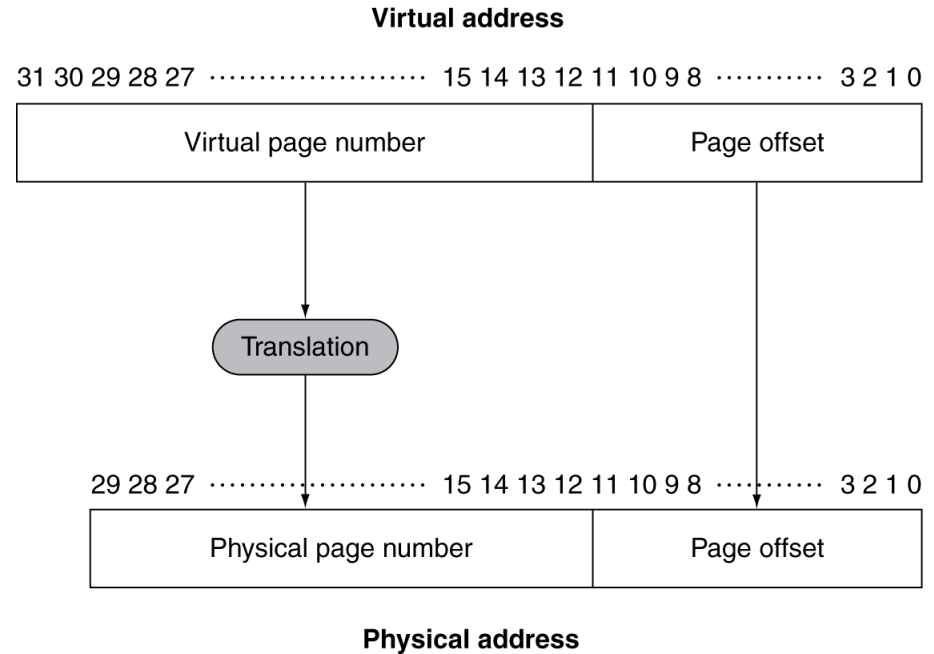 Virtual address
31 30 29 28 27 ······················ 15 14 13 12 11 10 9 8 ··········· 3 2 1 0
Virtual page number Page offset
Translation
29 28 27 ······················ 15 14 13 12 11 10 9 8 ··········· 3 2 1 0
Physical page number Page offset
Physical address